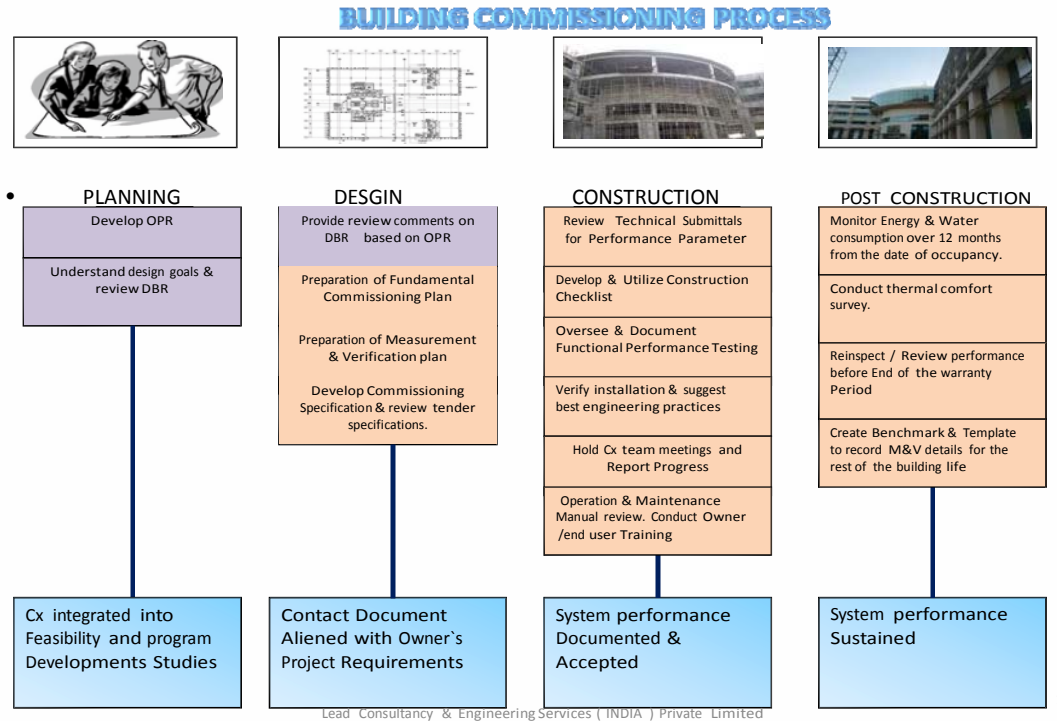 BUILDING COMMISSIONING PROCESS
• PLANNING
Develop OPR
Understand design goals &
review DBR
Cx integrated into
Feasibility and program
Developments Studies
DESGIN
Provide review comments on
DBR based on OPR
Preparation of Fundamental
Commissioning Plan
Preparation of Measurement
& Verification plan
Develop Commissioning
Specification & review tender
specifications.
Contact Document
Aliened with Owner`s
Project Requirements
CONSTRUCTION
Review Technical Submittals
for Performance Parameter
Develop & Utilize Construction
Checklist
Oversee & Document
Functional Performance Testing
Verify installation & suggest
best engineering practices
Hold Cx team meetings and
Report Progress
Operation & Maintenance
Manual review. Conduct Owner
/end user Training
System performance
Documented &
Accepted
POST CONSTRUCTION
Monitor Energy & Water
consumption over 12 months
from the date of occupancy.
Conduct thermal comfort
survey.
Reinspect / Review performance
before End of the warranty
Period
Create Benchmark & Template
to record M&V details for the
rest of the building life
System performance
Sustained
Lead Consultancy & Engineering Services ( INDIA ) Private Limited